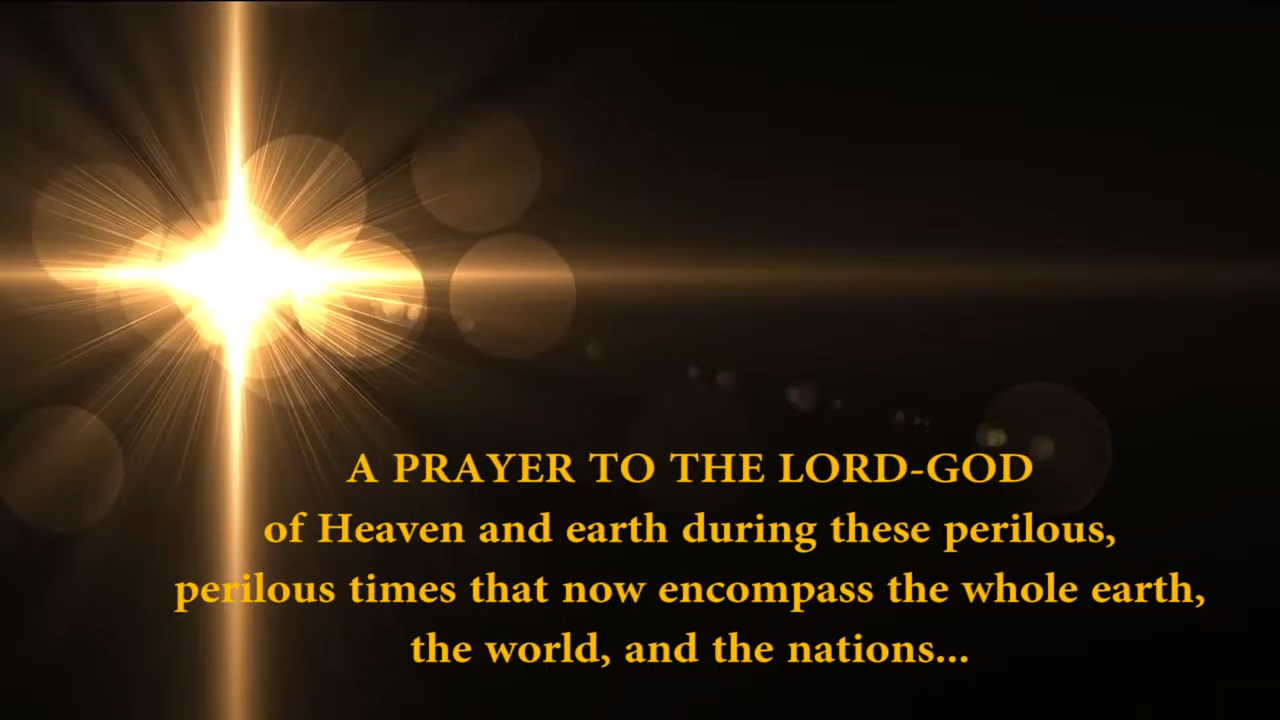 A PRAYER TO THE LORD-GOD
of Heaven and earth during these perilous,
perilous times that now encompass the whole earth,
the world, and the nations...